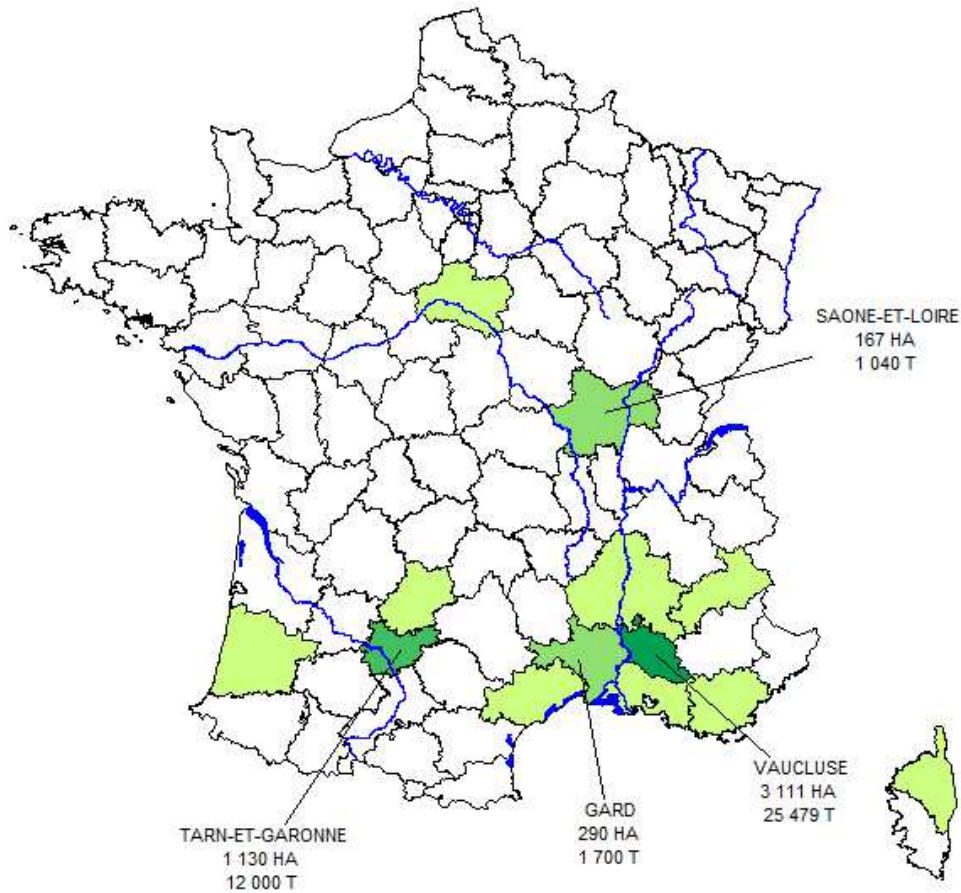 SAONE-ET-LOIRE
167 HA
1 040 T
VAUCLUSE
3 111 HA
25 479 T
GARD
290 HA
1 700 T
TARN-ET-GARONNE
1 130 HA
12 000 T